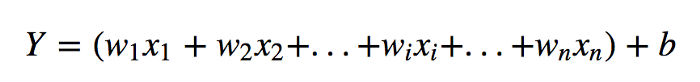 Y = (w₁x₁ + w₂x₂+. . . +wᵢxᵢ+. . . +wₙxₙ) + b